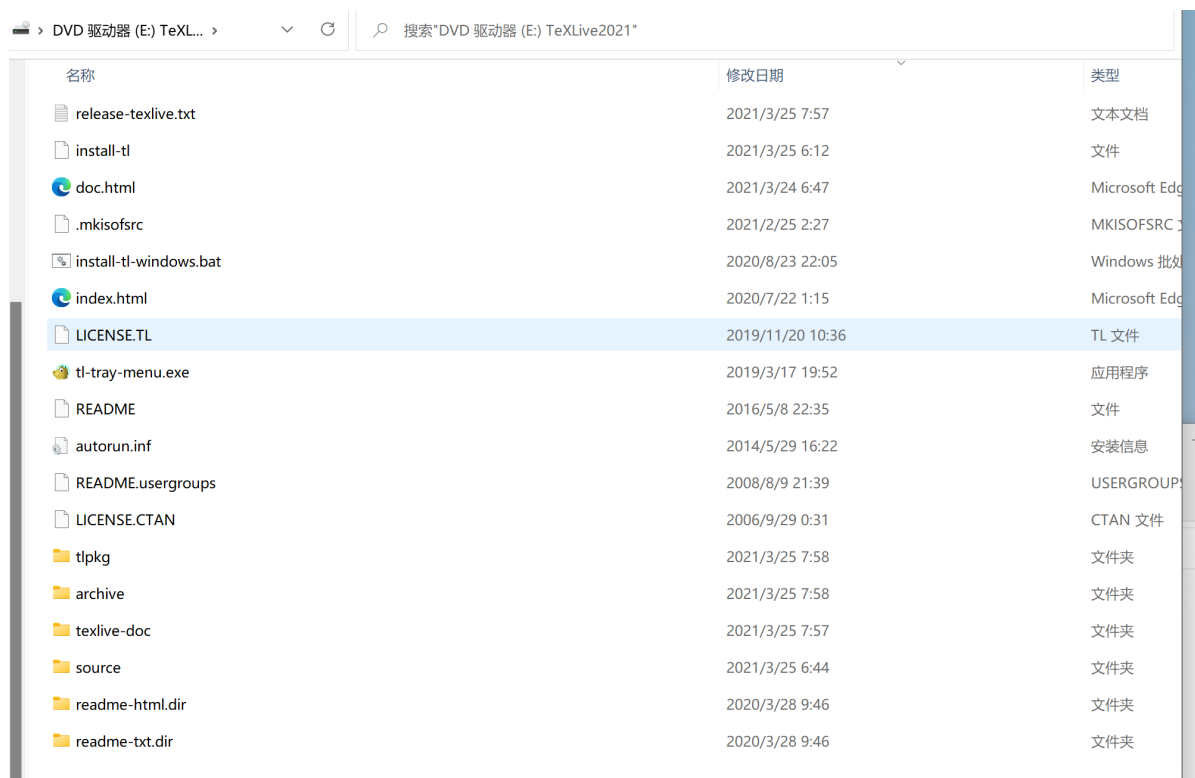 DVD 驱动器 (E:) TeXL... 搜索"DVD 驱动器 (E:) TeXLive2021"
名称 修改日期 类型
release-texlive.txt 2021/3/25 7:57 文本文档
install-tl 2021/3/25 6:12 文件
doc.html 2021/3/24 6:47 Microsoft Edg
.mkisofsrc 2021/2/25 2:27 MKISOFSRC
install-tl-windows.bat 2020/8/23 22:05 Windows 批处
index.html 2020/7/22 1:15 Microsoft Edg
LICENSE.TL 2019/11/20 10:36 TL 文件
tl-tray-menu.exe 2019/3/17 19:52 应用程序
README 2016/5/8 22:35 文件
autorun.inf 2014/5/29 16:22 安装信息
README.usergroups 2008/8/9 21:39 USERGROUPS
LICENSE.CTAN 2006/9/29 0:31 CTAN 文件
tlpkg 2021/3/25 7:58 文件夹
archive 2021/3/25 7:58 文件夹
texlive-doc 2021/3/25 7:57 文件夹
source 2021/3/25 6:44 文件夹
readme-html.dir 2020/3/28 9:46 文件夹
readme-txt.dir 2020/3/28 9:46 文件夹